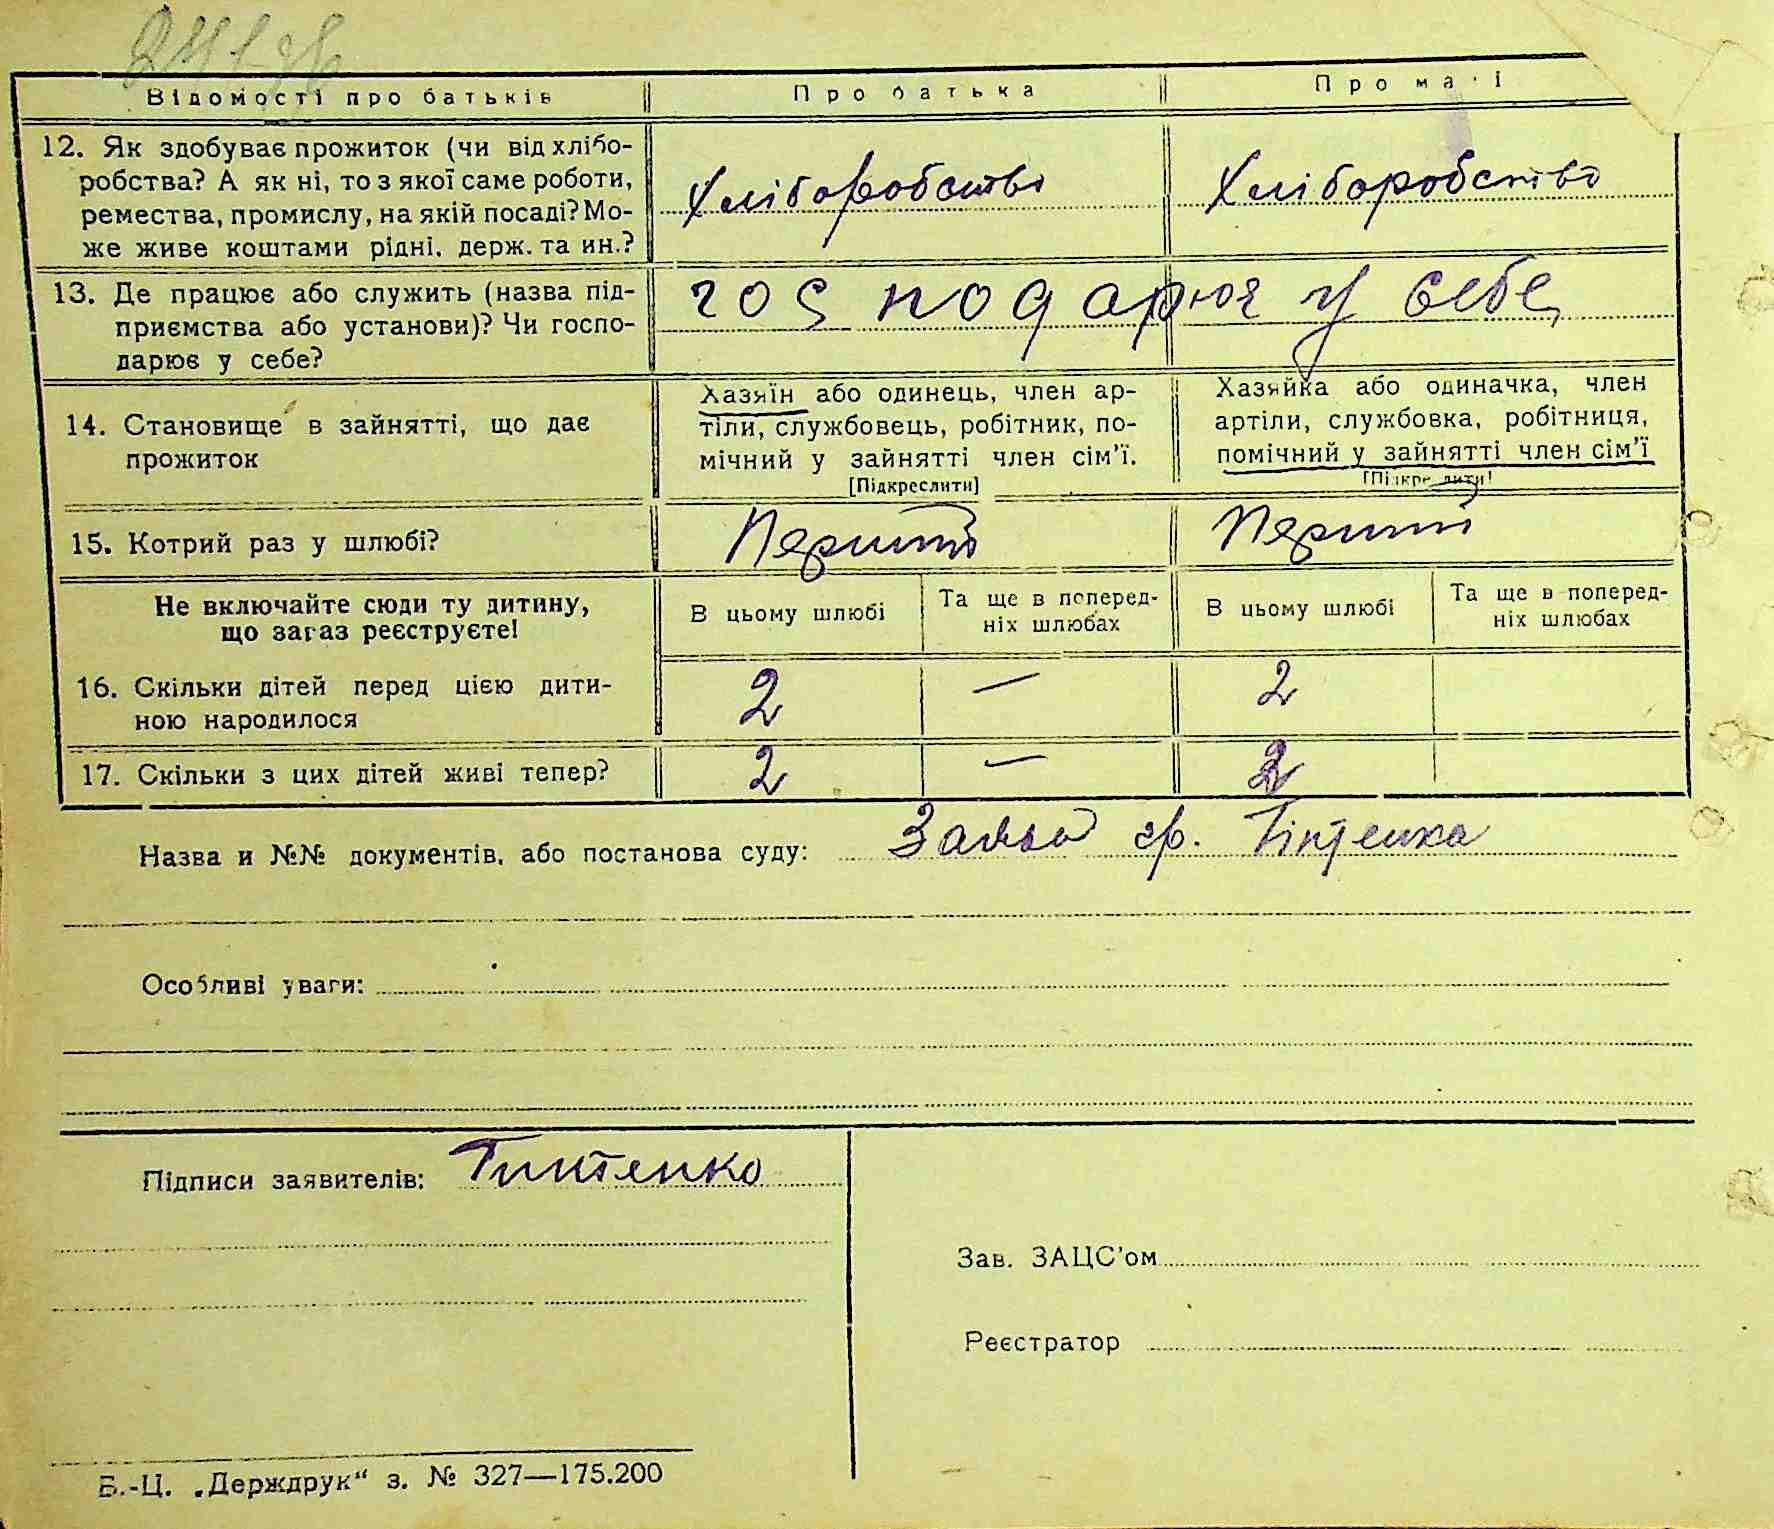 Відомості про батьків Про батька Про матері
12. Як здобуває прожиток (чи від хлібо-
робства? А як ні, то з якої саме роботи,
ремества, промислу, на якій посаді? Мо-
же живе коштами рідні, держ. та ин.?
Хліборобство Хліборобство
13. Де працює або служить (назва під-
приємства або установи)? Чи госпо-
дарює у себе?
господарює у себе
14. Становище в зайнятті, що дає
прожиток
Хазяїн або одинець, член ар-
тіли, службовець, робітник, по-
мічний у зайнятті член сім'ї.
[Підкреслити]
Хазяйка або одиначка, член
артіли, службовка, робітниця,
помічний у зайнятті член сім'ї
[Підкреслити]
15. Котрий раз у шлюбі?
Перший Перший
Не включайте сюди ту дитину,
що зараз реєструєте!
В цьому шлюбі
Та ще в поперед-
ніх шлюбах
В цьому шлюбі
Та ще в поперед-
ніх шлюбах
16. Скільки дітей перед цією дити-
ною народилося
2 — 2
17. Скільки з цих дітей живі тепер?
2 — 2
Назва и №№ документів, або постанова суду: Заява гр.
Особливі уваги:
Підписи заявителів:
Зав. ЗАЦС'ом
Реєстратор
Б.-Ц. „Держдрук“ з. № 327—175.200